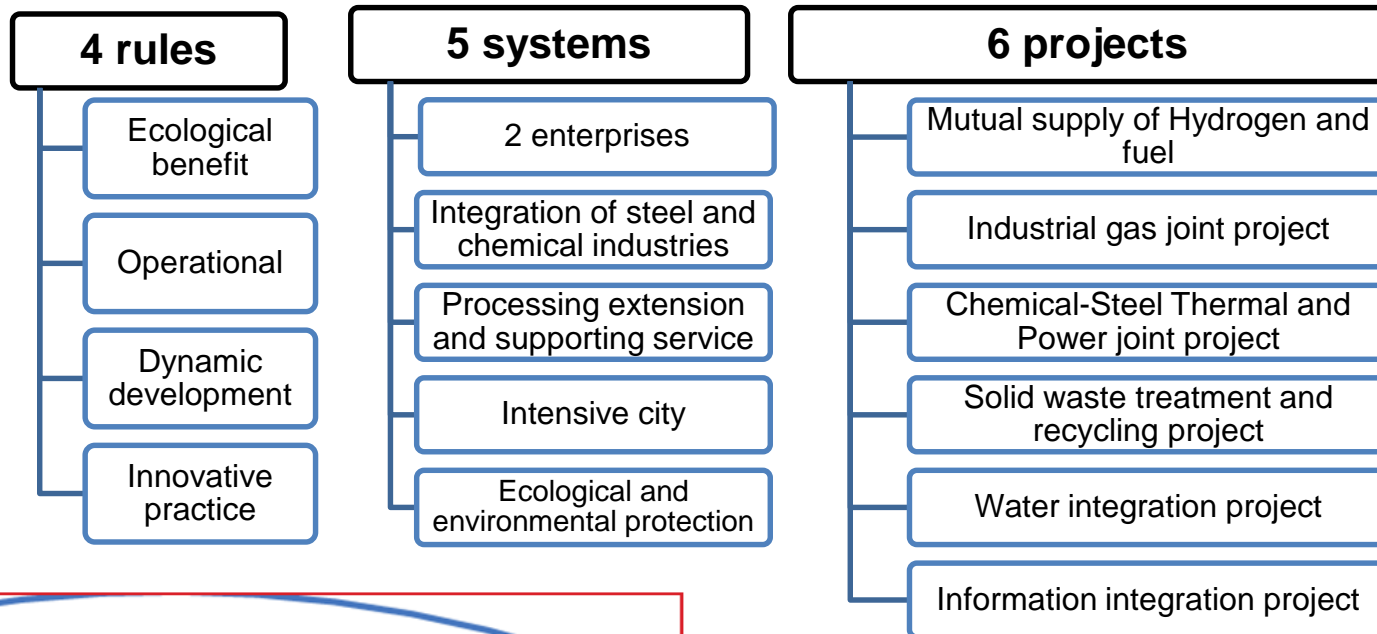 4 rules
Ecological
benefit
Operational
Dynamic
development
Innovative
practice
5 systems
2 enterprises
Integration of steel and
chemical industries
Processing extension
and supporting service
Intensive city
Ecological and
environmental protection
6 projects
Mutual supply of Hydrogen and
fuel
Industrial gas joint project
Chemical-Steel Thermal and
Power joint project
Solid waste treatment and
recycling project
Water integration project
Information integration project